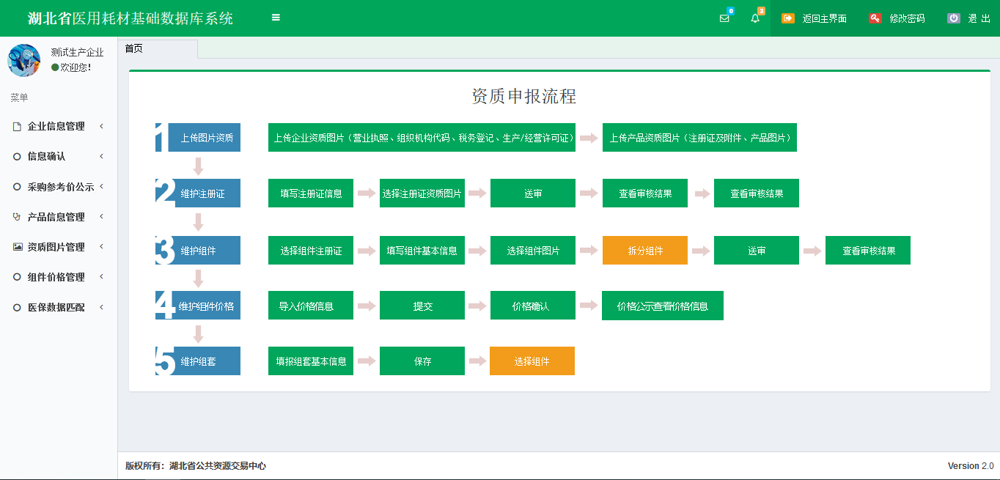 湖北省医用耗材基础数据库系统
0
3
返回主界面
修改密码
退 出
测试生产企业
欢迎您!
首页
菜单
企业信息管理
信息确认
采购参考价公示
产品信息管理
资质图片管理
组件价格管理
医保数据匹配
资质申报流程
1 上传图片资质
上传企业资质图片（营业执照、组织机构代码、税务登记、生产/经营许可证）
上传产品资质图片（注册证及附件、产品图片）
2 维护注册证
填写注册证信息
选择注册证资质图片
送审
查看审核结果
查看审核结果
3 维护组件
选择组件注册证
填写组件基本信息
选择组件图片
拆分组件
送审
查看审核结果
4 维护组件价格
导入价格信息
提交
价格确认
价格公示查看价格信息
5 维护组套
填报组套基本信息
保存
选择组件
版权所有：湖北省公共资源交易中心
Version 2.0